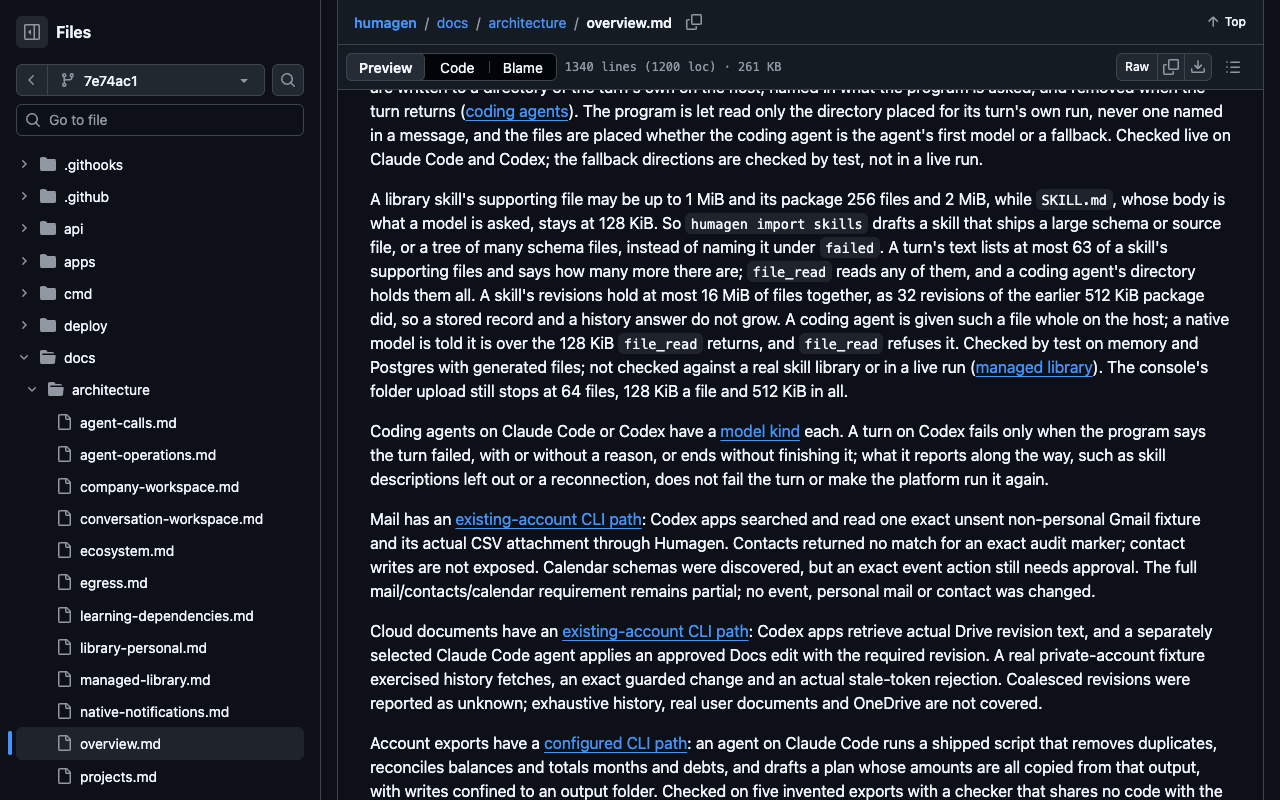 Files
7e74ac1
Go to file
.githooks
.github
api
apps
cmd
deploy
docs
architecture
agent-calls.md
agent-operations.md
company-workspace.md
conversation-workspace.md
ecosystem.md
egress.md
learning-dependencies.md
library-personal.md
managed-library.md
native-notifications.md
overview.md
projects.md
humagen / docs / architecture / overview.md
Top
Preview Code Blame 1340 lines (1200 loc) · 261 KB Raw
are written to a directory of the turn's own on the host, named in what the program is asked, and removed when the
turn returns (coding agents). The program is let read only the directory placed for its turn's own run, never one named
in a message, and the files are placed whether the coding agent is the agent's first model or a fallback. Checked live on
Claude Code and Codex; the fallback directions are checked by test, not in a live run.
A library skill's supporting file may be up to 1 MiB and its package 256 files and 2 MiB, while SKILL.md, whose body is
what a model is asked, stays at 128 KiB. So humagen import skills drafts a skill that ships a large schema or source
file, or a tree of many schema files, instead of naming it under failed. A turn's text lists at most 63 of a skill's
supporting files and says how many more there are; file_read reads any of them, and a coding agent's directory
holds them all. A skill's revisions hold at most 16 MiB of files together, as 32 revisions of the earlier 512 KiB package
did, so a stored record and a history answer do not grow. A coding agent is given such a file whole on the host; a native
model is told it is over the 128 KiB file_read returns, and file_read refuses it. Checked by test on memory and
Postgres with generated files; not checked against a real skill library or in a live run (managed library). The console's
folder upload still stops at 64 files, 128 KiB a file and 512 KiB in all.
Coding agents on Claude Code or Codex have a model kind each. A turn on Codex fails only when the program says
the turn failed, with or without a reason, or ends without finishing it; what it reports along the way, such as skill
descriptions left out or a reconnection, does not fail the turn or make the platform run it again.
Mail has an existing-account CLI path: Codex apps searched and read one exact unsent non-personal Gmail fixture
and its actual CSV attachment through Humagen. Contacts returned no match for an exact audit marker; contact
writes are not exposed. Calendar schemas were discovered, but an exact event action still needs approval. The full
mail/contacts/calendar requirement remains partial; no event, personal mail or contact was changed.
Cloud documents have an existing-account CLI path: Codex apps retrieve actual Drive revision text, and a separately
selected Claude Code agent applies an approved Docs edit with the required revision. A real private-account fixture
exercised history fetches, an exact guarded change and an actual stale-token rejection. Coalesced revisions were
reported as unknown; exhaustive history, real user documents and OneDrive are not covered.
Account exports have a configured CLI path: an agent on Claude Code runs a shipped script that removes duplicates,
reconciles balances and totals months and debts, and drafts a plan whose amounts are all copied from that output,
with writes confined to an output folder. Checked on five invented exports with a checker that shares no code with the